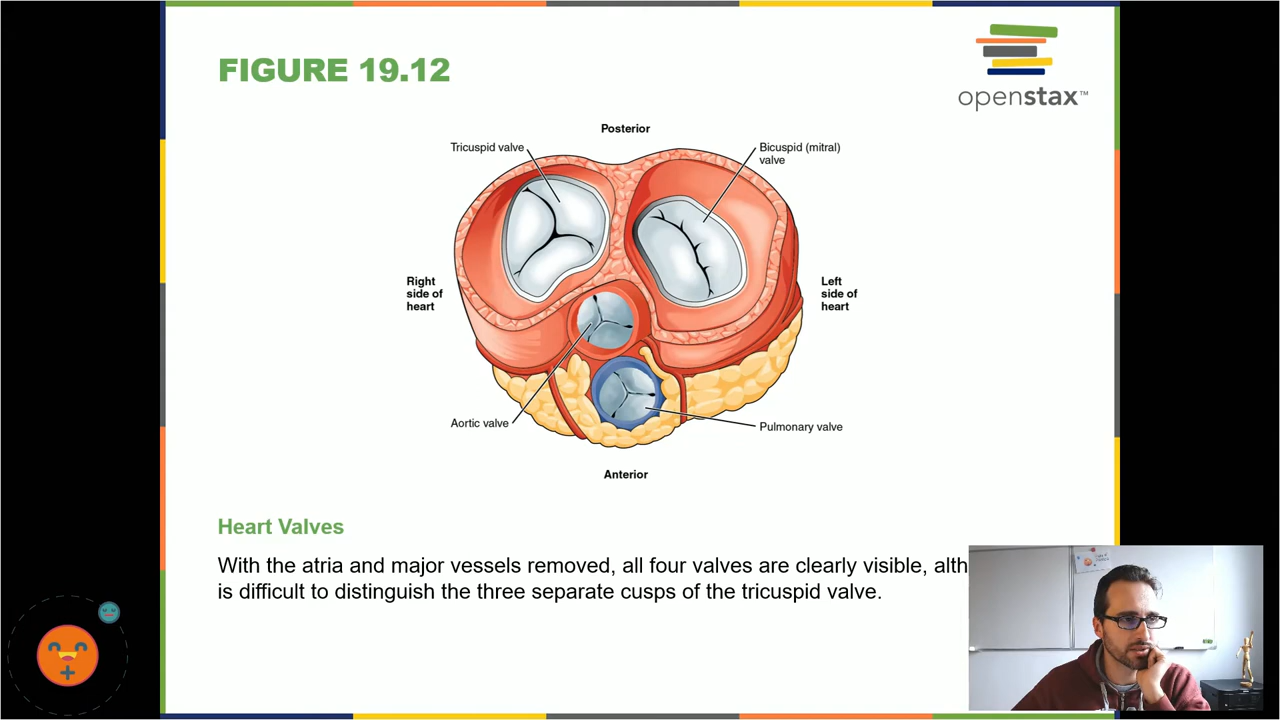 FIGURE 19.12
openstax™
Posterior
Tricuspid valve
Bicuspid (mitral)
valve
Right
side of
heart
Left
side of
heart
Aortic valve
Pulmonary valve
Anterior
Heart Valves
With the atria and major vessels removed, all four valves are clearly visible, alth
is difficult to distinguish the three separate cusps of the tricuspid valve.